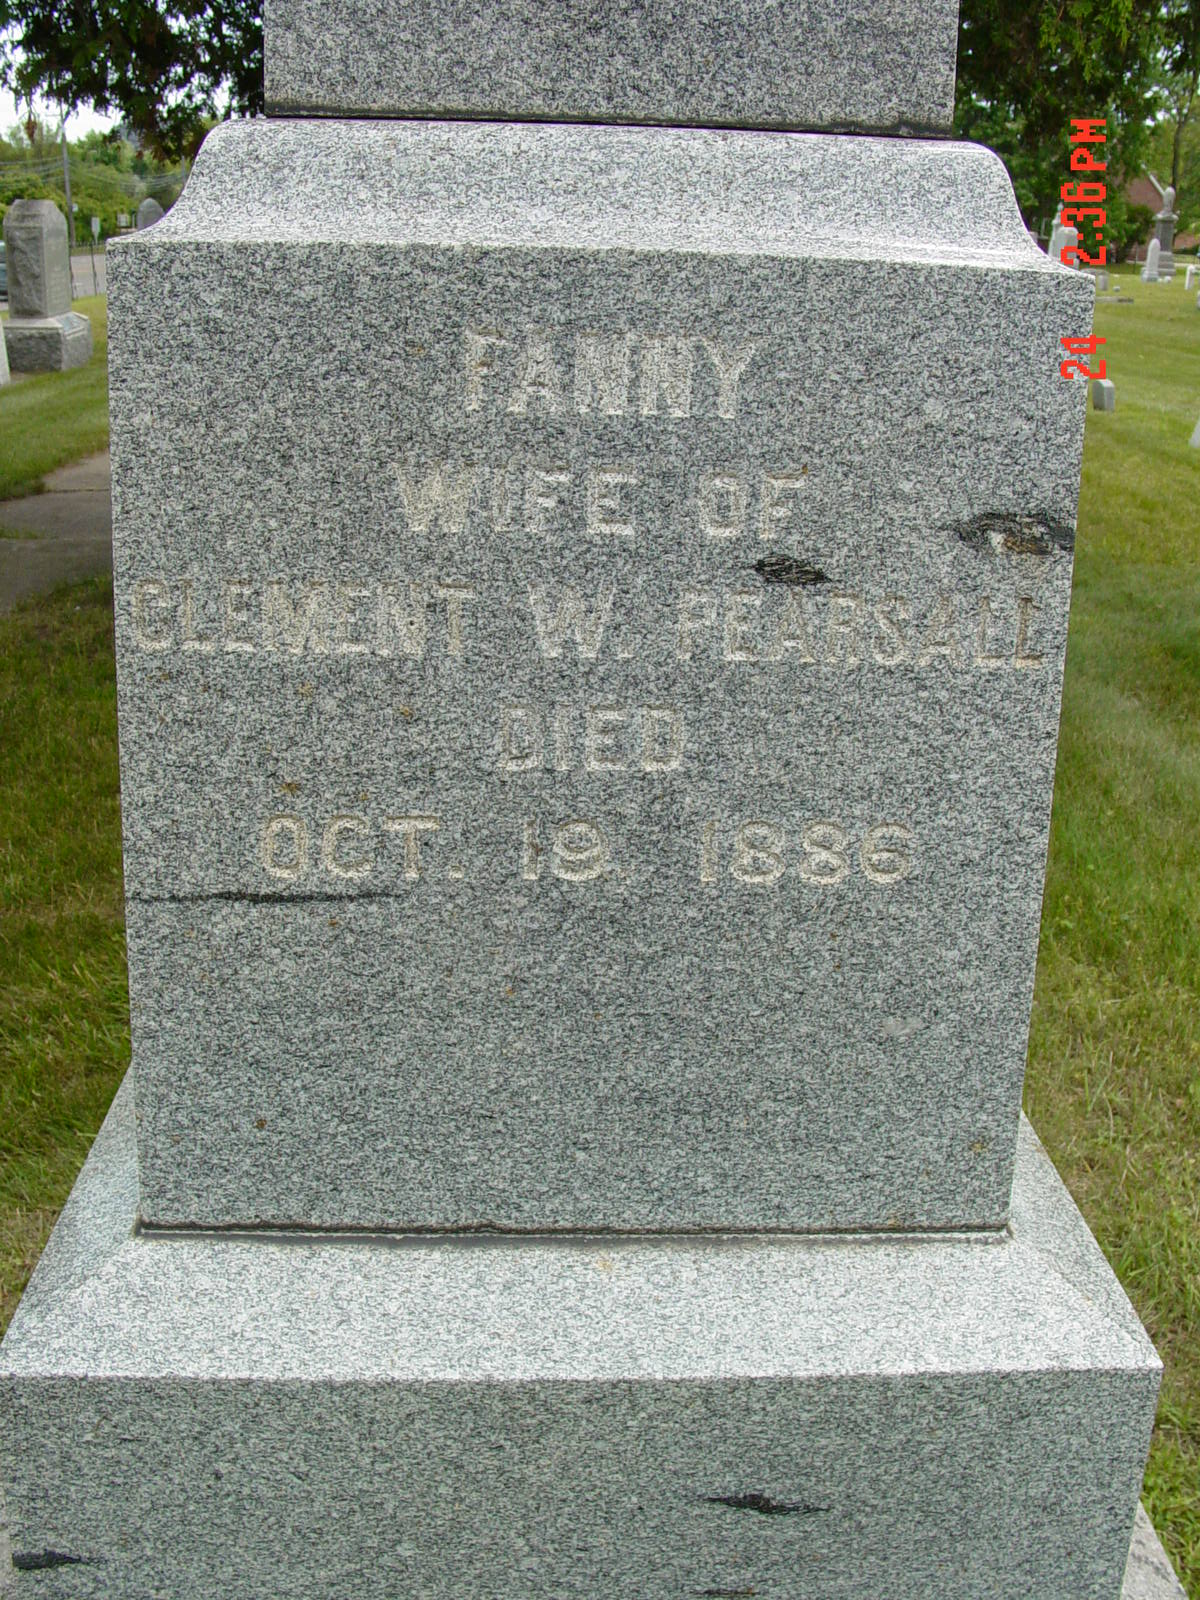 FANNY
WIFE OF
CLEMENT W. PEARSALL
DIED
OCT. 19. 1886
24 2:36 PM